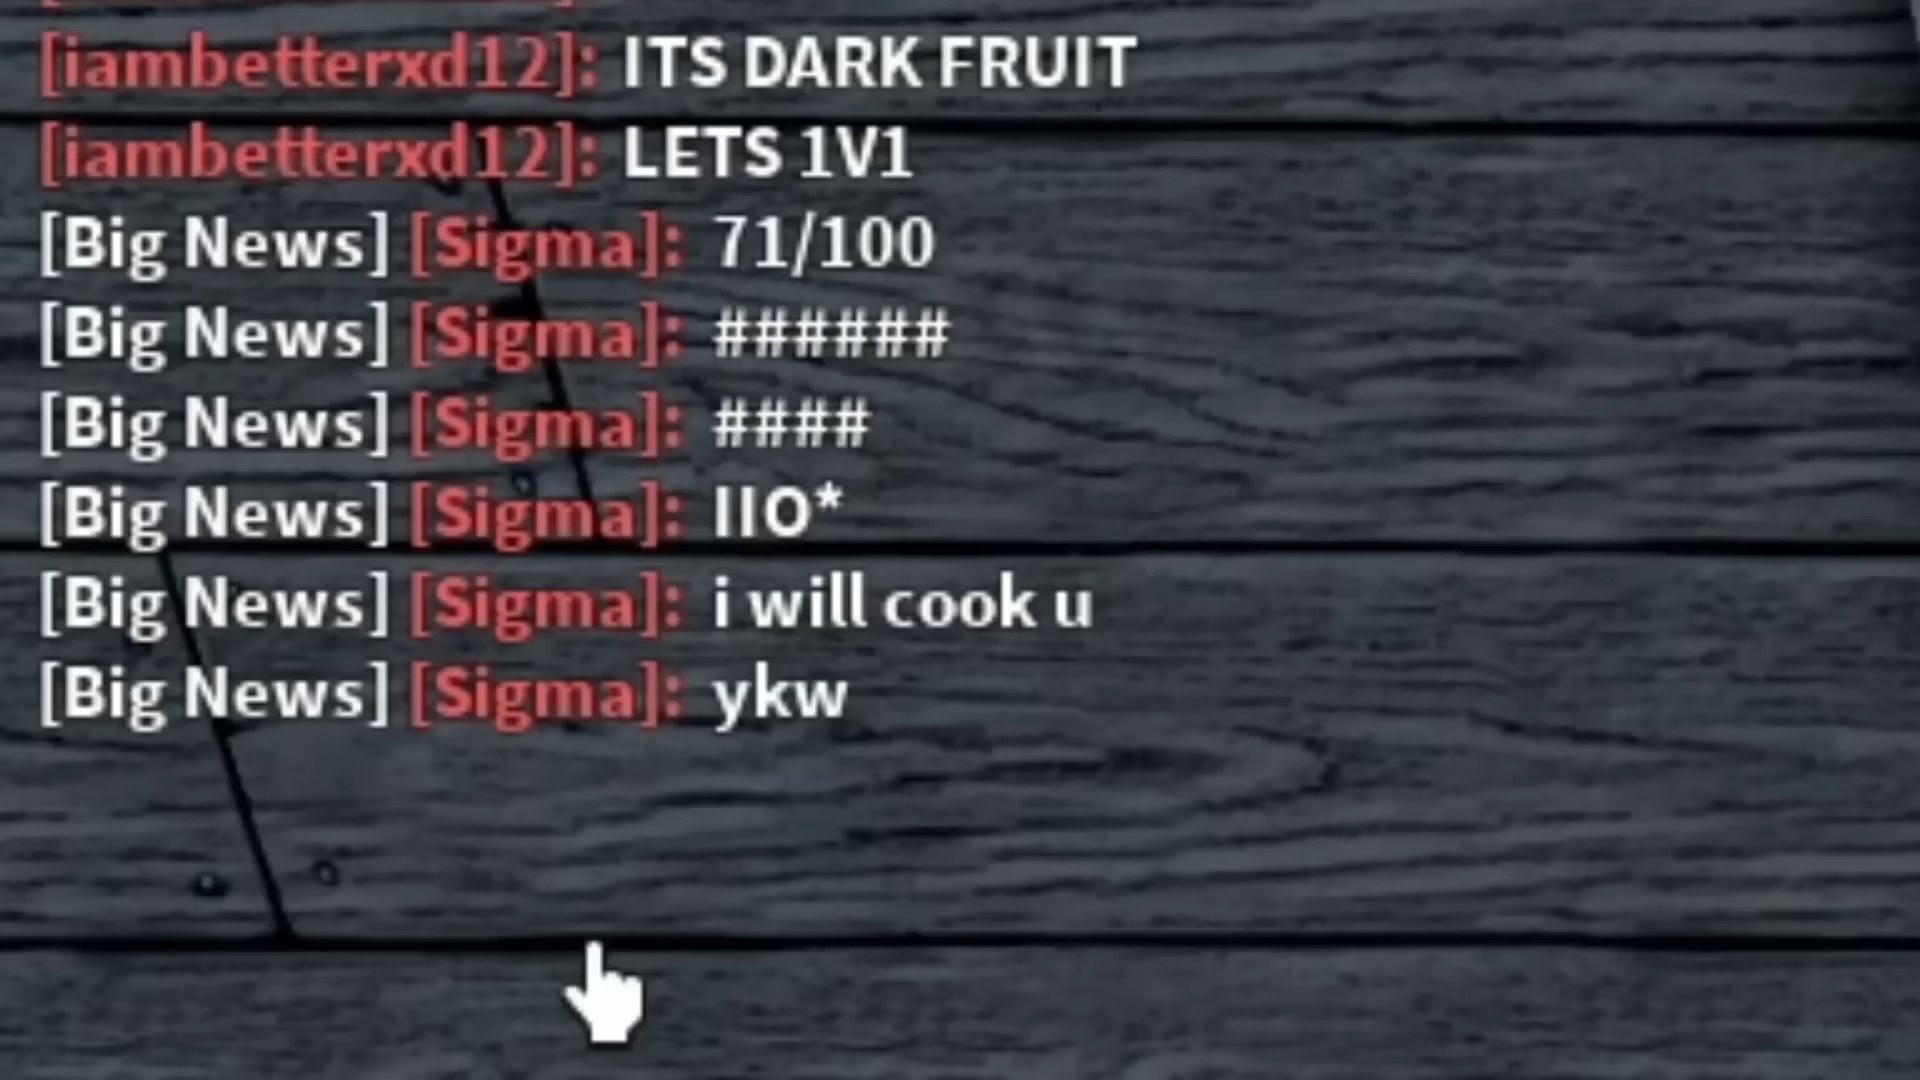 [iambetterxd12]: ITS DARK FRUIT
[iambetterxd12]: LETS 1V1
[Big News] [Sigma]: 71/100
[Big News] [Sigma]: ######
[Big News] [Sigma]: ####
[Big News] [Sigma]: IIO*
[Big News] [Sigma]: i will cook u
[Big News] [Sigma]: ykw